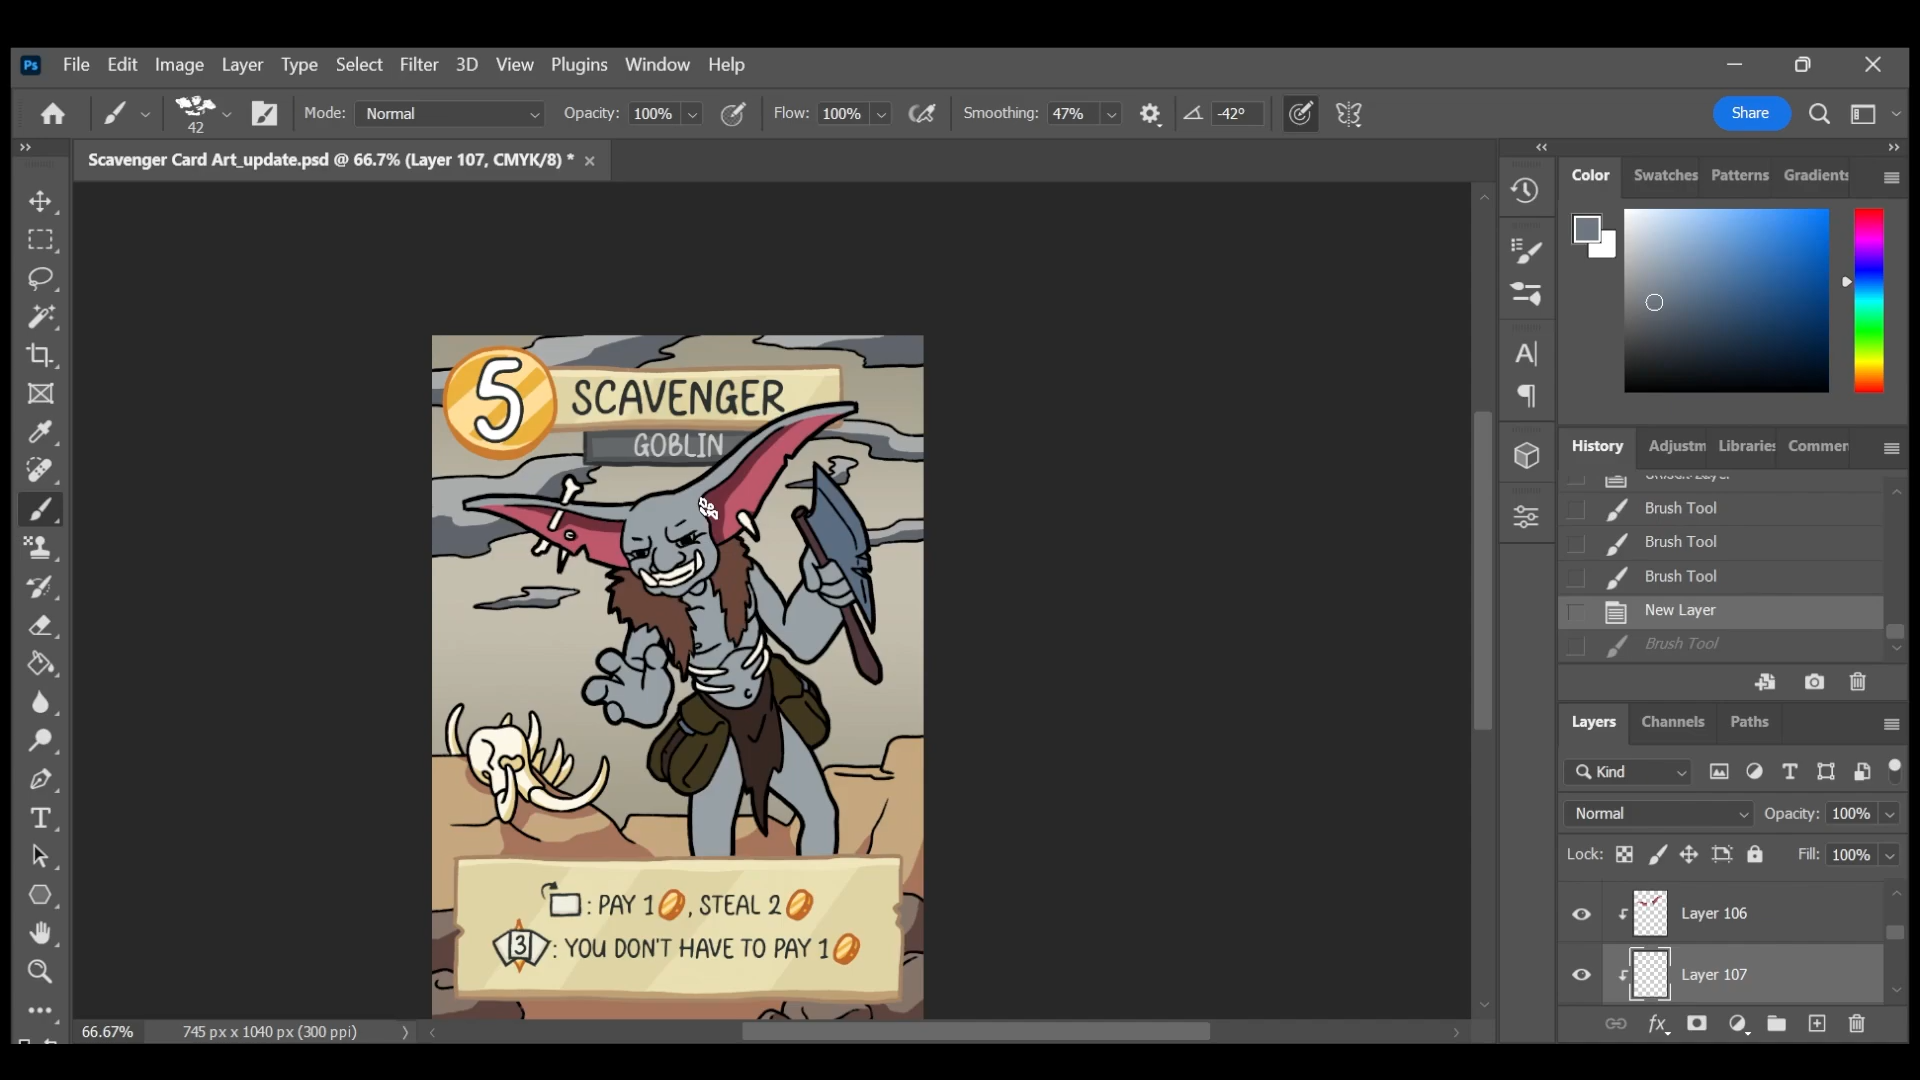 Ps File Edit Image Layer Type Select Filter 3D View Plugins Window Help
42 Mode: Normal Opacity: 100% Flow: 100% Smoothing: 47% -42° Share
Scavenger Card Art_update.psd @ 66.7% (Layer 107, CMYK/8) *
Color Swatches Patterns Gradients
5 SCAVENGER
GOBLIN
History Adjustm Libraries Commen
Brush Tool
Brush Tool
Brush Tool
New Layer
Brush Tool
Layers Channels Paths
Kind
Normal Opacity: 100%
Lock: Fill: 100%
Layer 106
Layer 107
: PAY 1 , STEAL 2
3 : YOU DON'T HAVE TO PAY 1
66.67% 745 px x 1040 px (300 ppi)